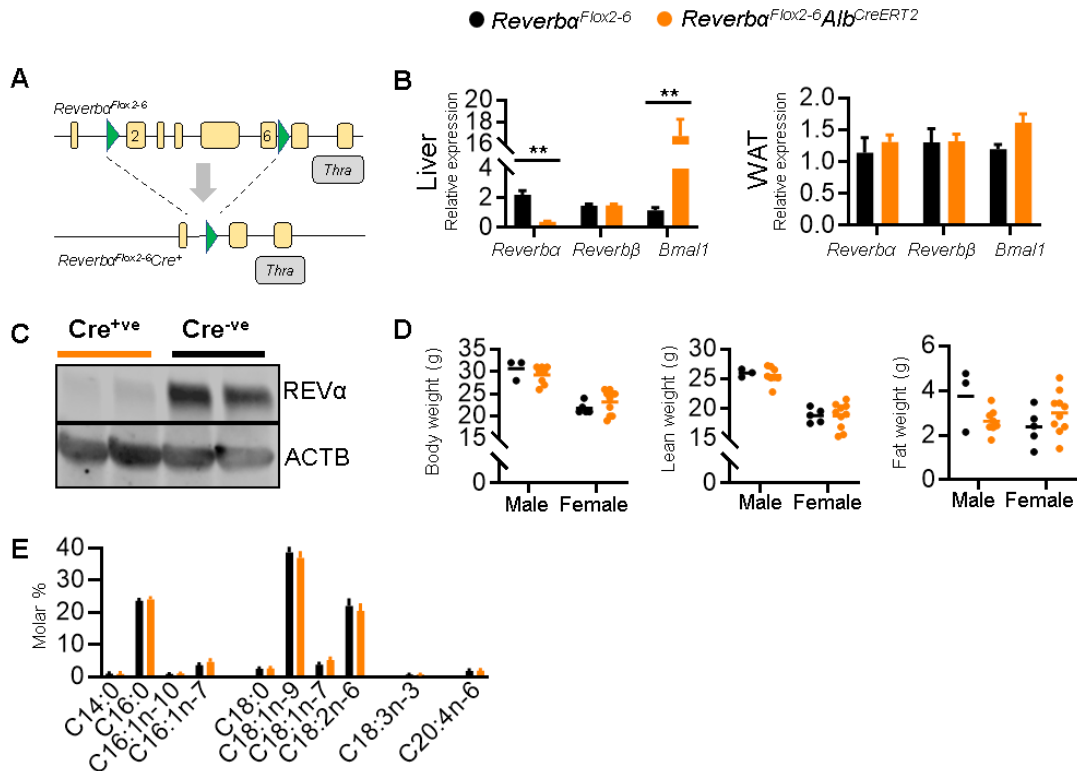 Reverbα^Flox2-6 Reverbα^Flox2-6Alb^CreERT2
A
Reverbα^Flox2-6
2 6
Thra
Reverbα^Flox2-6Cre^+
Thra
B
Liver
Relative expression
20
18
16
4
2
0
**
**
Reverbα Reverbβ Bmal1
WAT
Relative expression
2.0
1.5
1.0
0.5
0.0
Reverbα Reverbβ Bmal1
C
Cre^+ve Cre^-ve
REVα
ACTB
D
Body weight (g)
35
30
25
20
15
0
Male Female
Lean weight (g)
30
25
20
15
0
Male Female
Fat weight (g)
6
4
2
0
Male Female
E
Molar %
40
30
20
10
0
C14:0
C16:0
C16:1n-10
C16:1n-7
C18:0
C18:1n-9
C18:1n-7
C18:2n-6
C18:3n-3
C20:4n-6